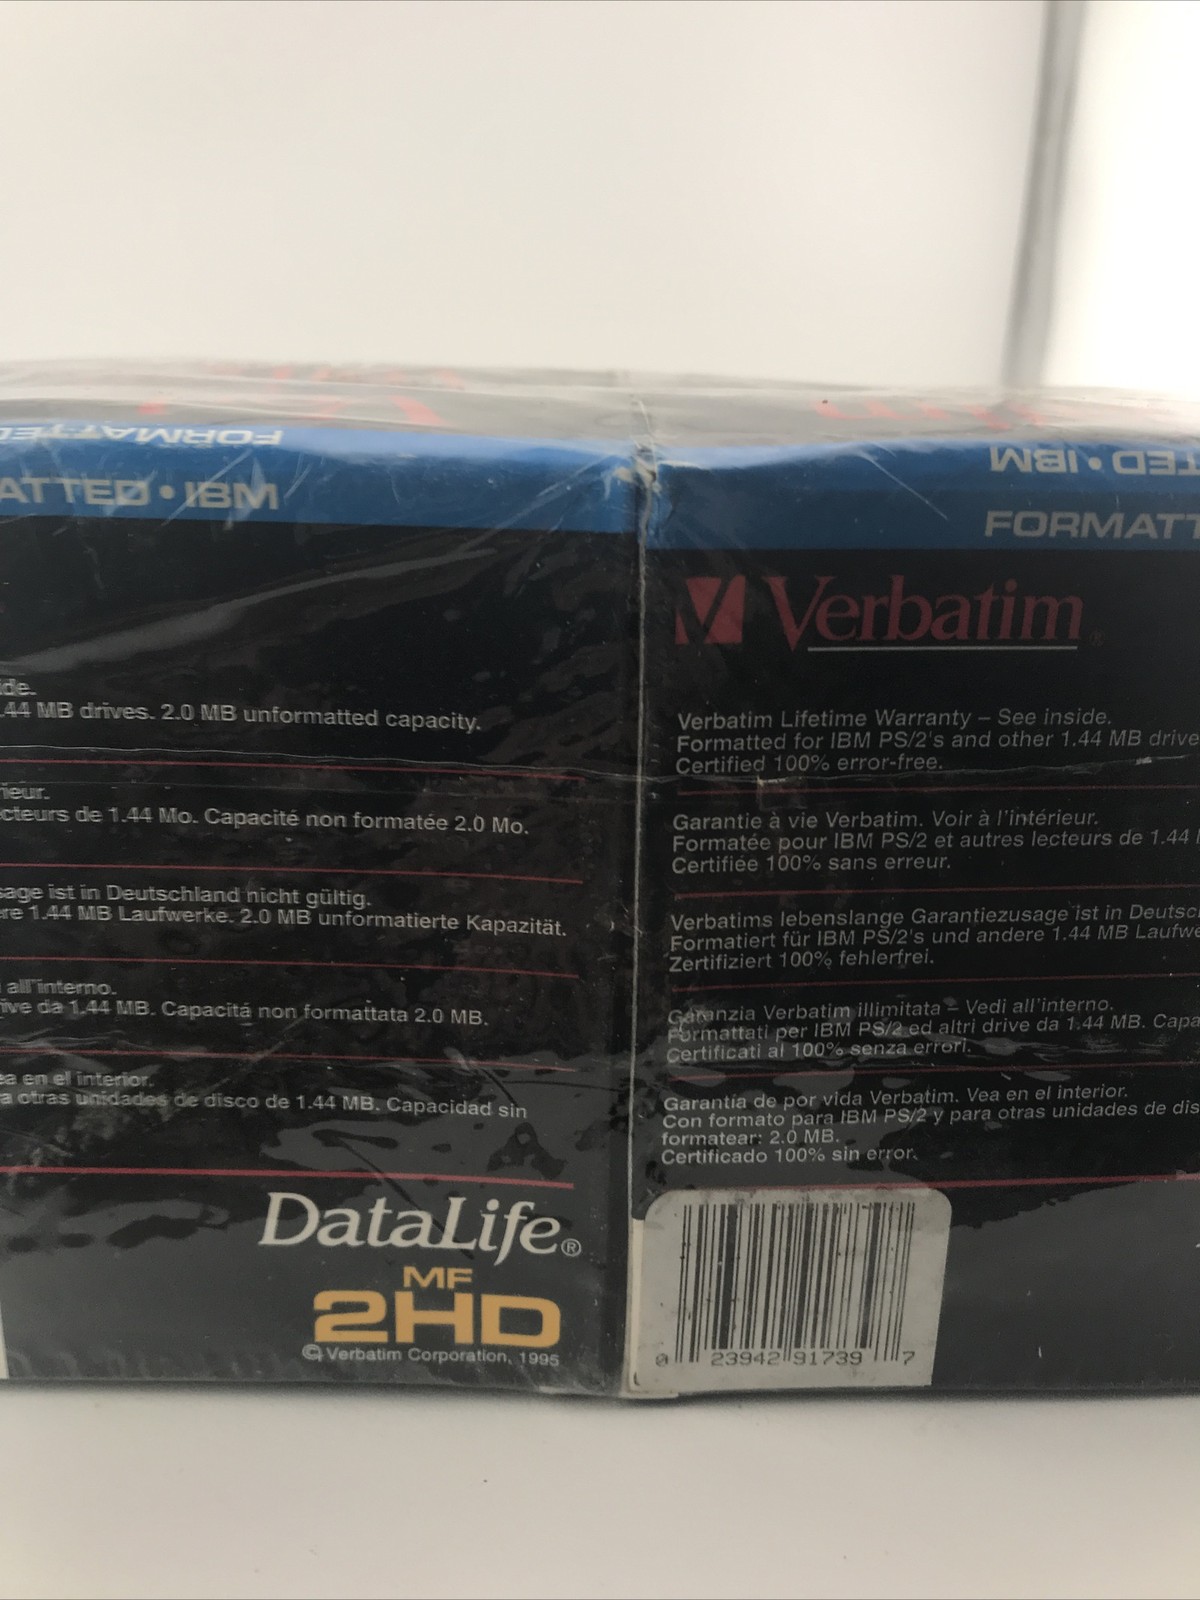 FORMATTED
ATTED • IBM
de.
.44 MB drives. 2.0 MB unformatted capacity.
ieur.
cteurs de 1.44 Mo. Capacité non formatée 2.0 Mo.
sage ist in Deutschland nicht gültig.
re 1.44 MB Laufwerke. 2.0 MB unformatierte Kapazität.
all'interno.
ive da 1.44 MB. Capacitá non formattata 2.0 MB.
ea en el interior.
a otras unidades de disco de 1.44 MB. Capacidad sin
DataLife®
MF
2HD
© Verbatim Corporation, 1995
TED • IBM
FORMATT
Verbatim®
Verbatim Lifetime Warranty – See inside.
Formatted for IBM PS/2's and other 1.44 MB drive
Certified 100% error-free.
Garantie à vie Verbatim. Voir à l'intérieur.
Formatée pour IBM PS/2 et autres lecteurs de 1.44
Certifiée 100% sans erreur.
Verbatims lebenslange Garantiezusage ist in Deutsc
Formatiert für IBM PS/2's und andere 1.44 MB Laufwe
Zertifiziert 100% fehlerfrei.
Garanzia Verbatim illimitata – Vedi all'interno.
Formattati per IBM PS/2 ed altri drive da 1.44 MB. Capa
Certificati al 100% senza errori.
Garantía de por vida Verbatim. Vea en el interior.
Con formato para IBM PS/2 y para otras unidades de dis
formatear: 2.0 MB.
Certificado 100% sin error.
0 23942 91739 7